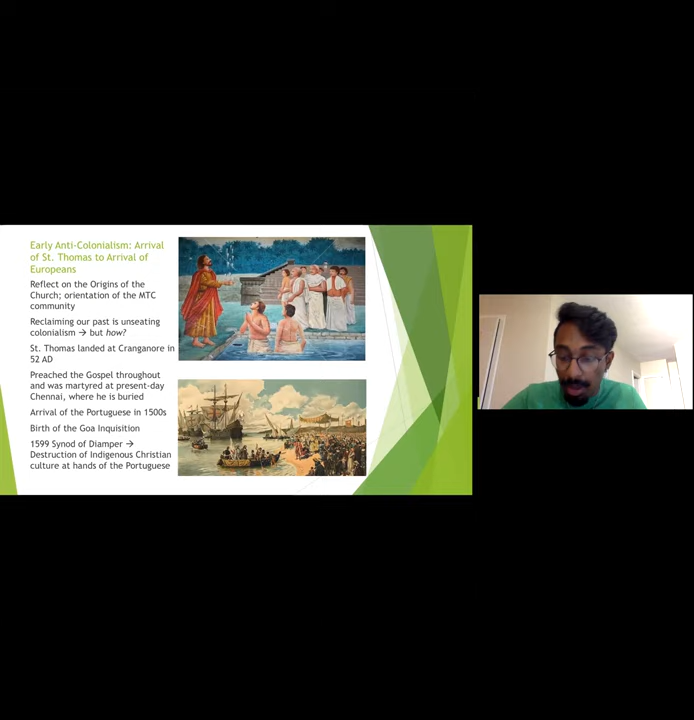 Early Anti-Colonialism: Arrival
of St. Thomas to Arrival of
Europeans
Reflect on the Origins of the
Church; orientation of the MTC
community
Reclaiming our past is unseating
colonialism → but how?
St. Thomas landed at Cranganore in
52 AD
Preached the Gospel throughout
and was martyred at present-day
Chennai, where he is buried
Arrival of the Portuguese in 1500s
Birth of the Goa Inquisition
1599 Synod of Diamper →
Destruction of Indigenous Christian
culture at hands of the Portuguese